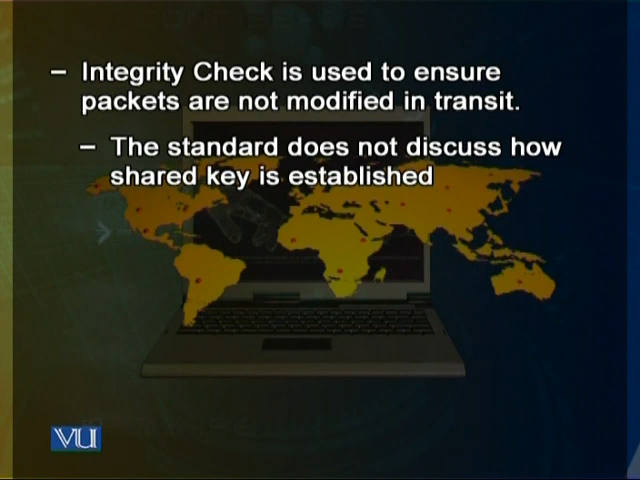 – Integrity Check is used to ensure
packets are not modified in transit.
– The standard does not discuss how
shared key is established
VU